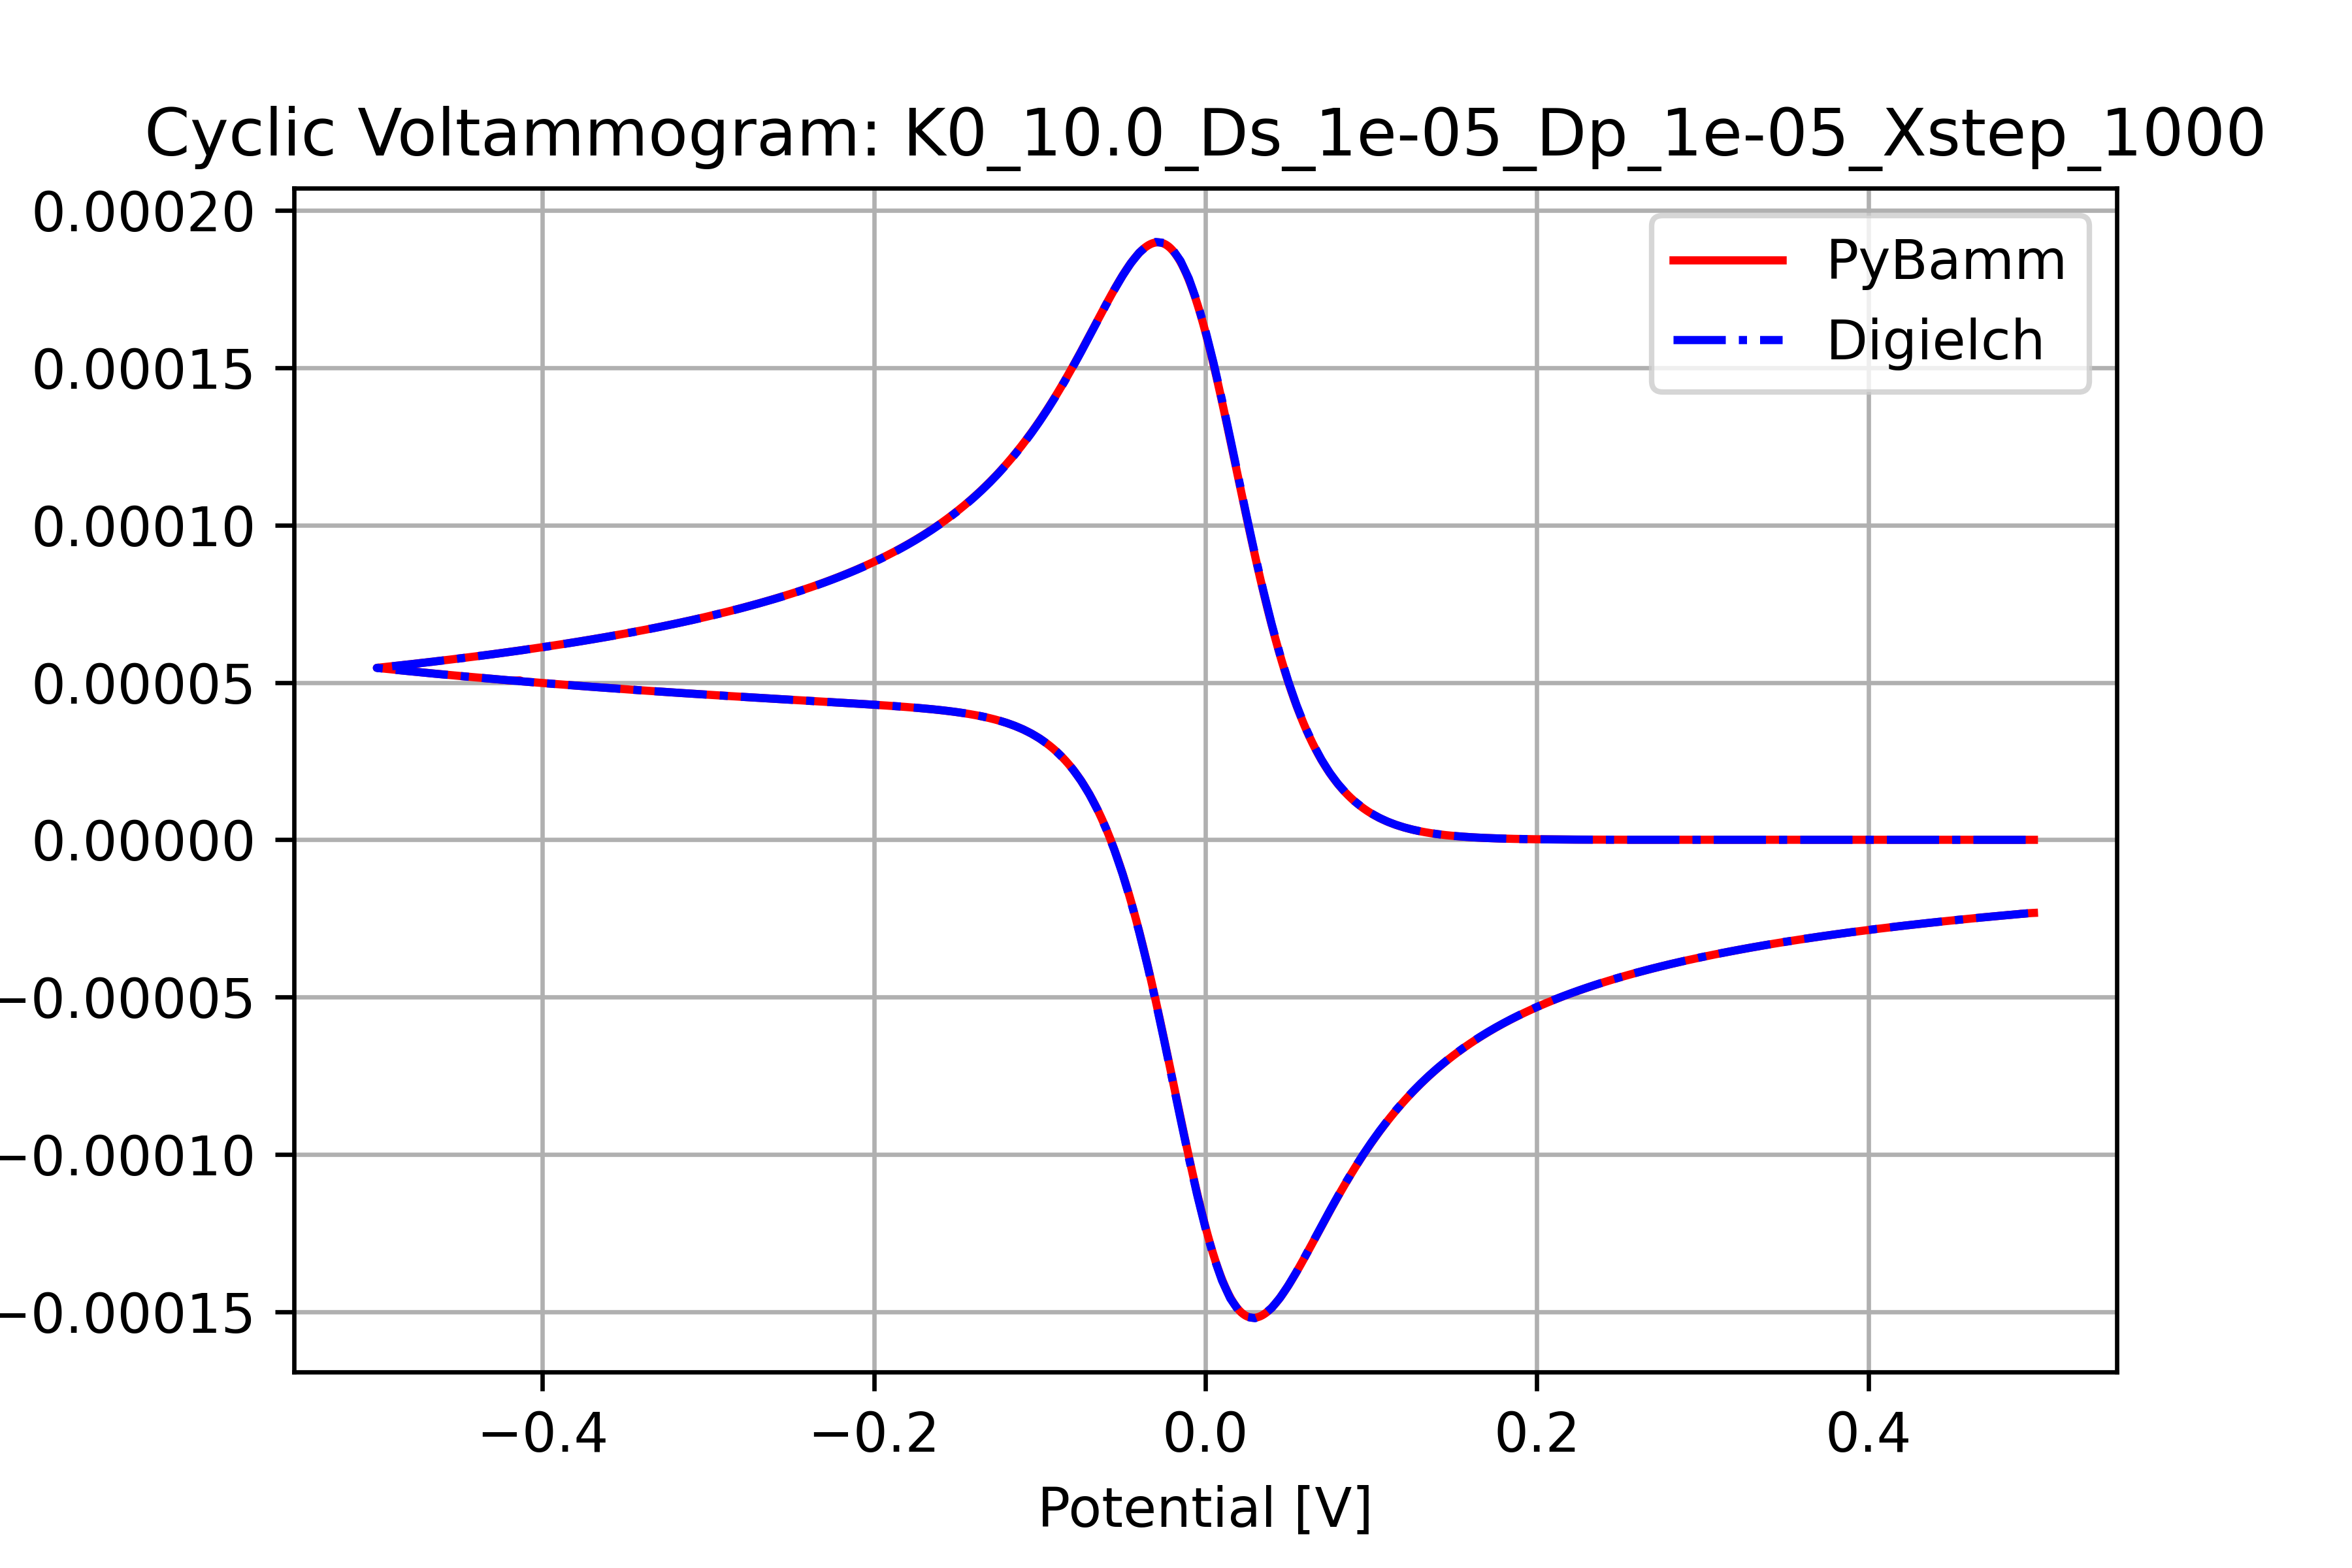 Cyclic Voltammogram: K0_10.0_Ds_1e-05_Dp_1e-05_Xstep_1000
0.00020
0.00015
0.00010
0.00005
0.00000
−0.00005
−0.00010
−0.00015
PyBamm
Digielch
−0.4 −0.2 0.0 0.2 0.4
Potential [V]